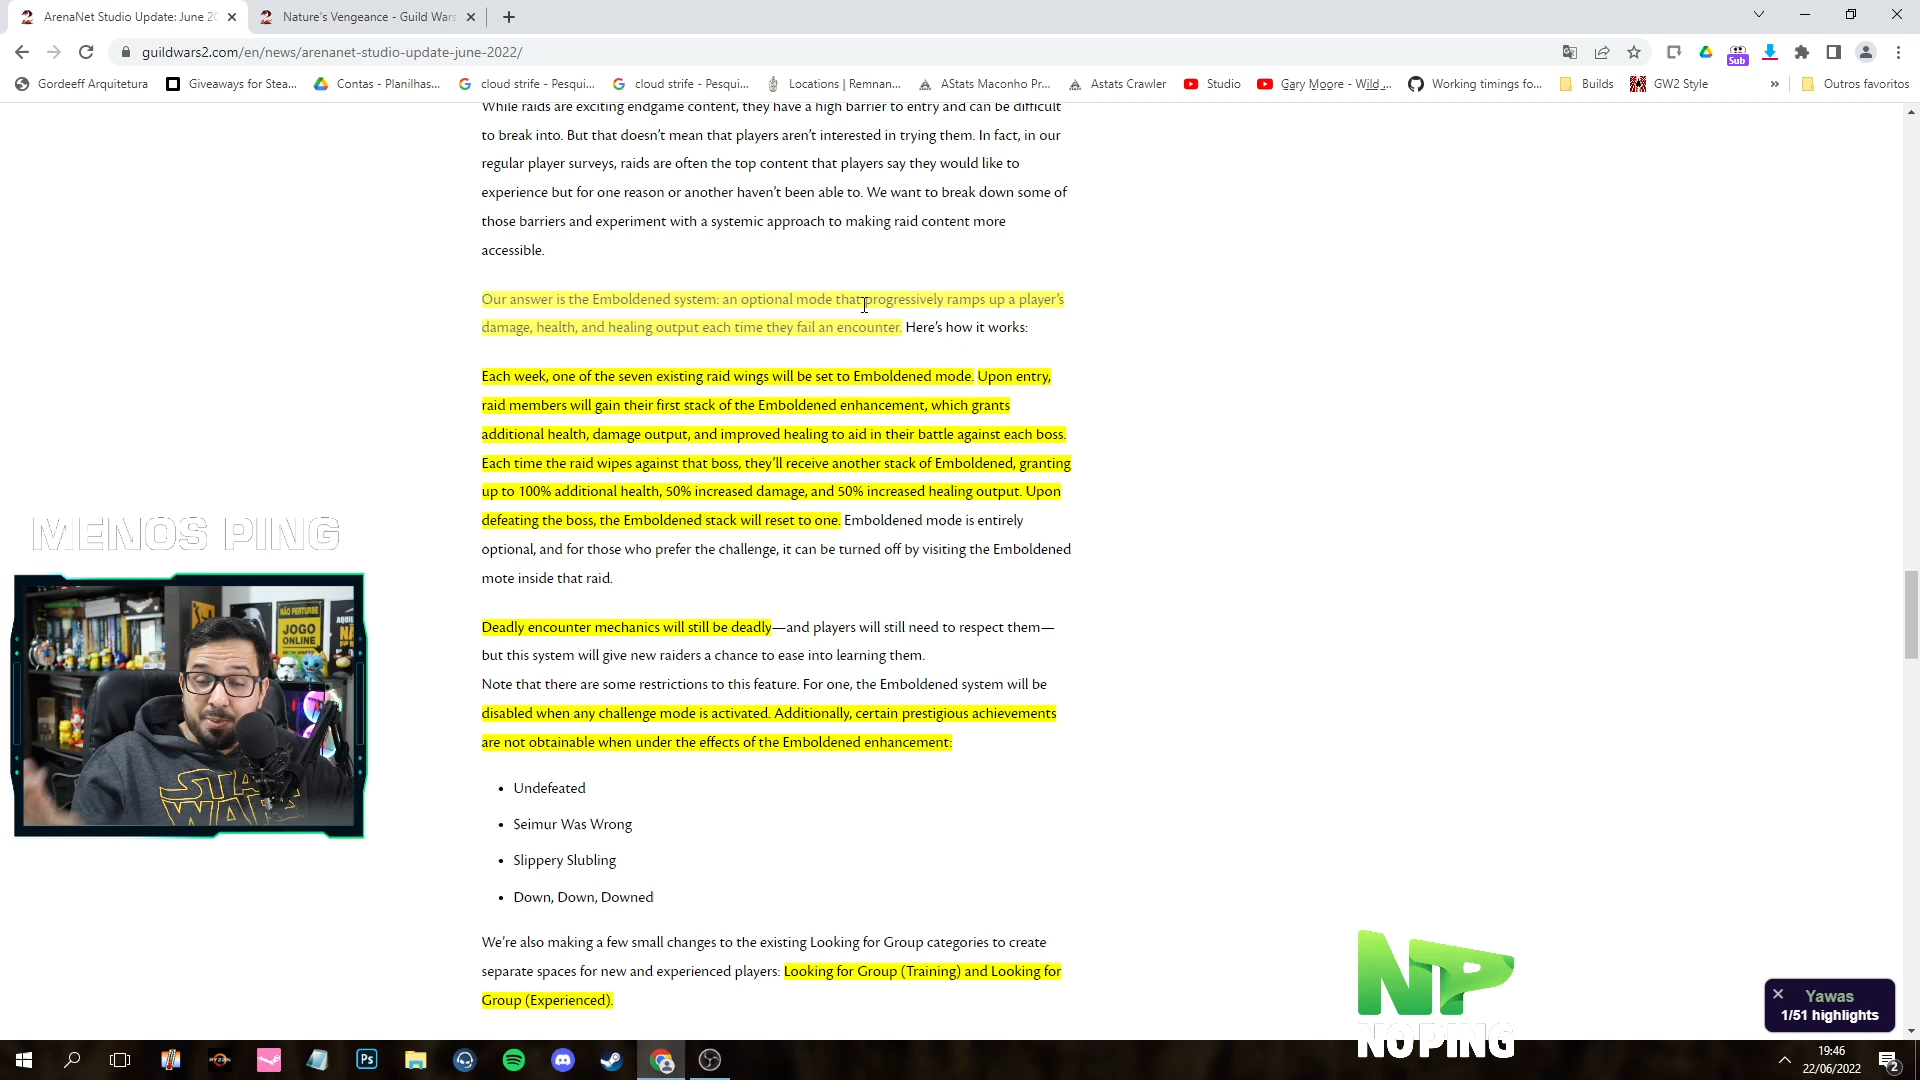 ArenaNet Studio Update: June 20
Nature's Vengeance - Guild Wars
guildwars2.com/en/news/arenanet-studio-update-june-2022/
Sub
Gordeeff Arquitetura
Giveaways for Stea...
Contas - Planilhas...
cloud strife - Pesqui...
cloud strife - Pesqui...
Locations | Remnan...
AStats Maconho Pr...
Astats Crawler
Studio
Gary Moore - Wild ...
Working timings fo...
Builds
GW2 Style
»
Outros favoritos
While raids are exciting endgame content, they have a high barrier to entry and can be difficult
to break into. But that doesn't mean that players aren't interested in trying them. In fact, in our
regular player surveys, raids are often the top content that players say they would like to
experience but for one reason or another haven't been able to. We want to break down some of
those barriers and experiment with a systemic approach to making raid content more
accessible.
Our answer is the Emboldened system: an optional mode that progressively ramps up a player's
damage, health, and healing output each time they fail an encounter. Here's how it works:
Each week, one of the seven existing raid wings will be set to Emboldened mode. Upon entry,
raid members will gain their first stack of the Emboldened enhancement, which grants
additional health, damage output, and improved healing to aid in their battle against each boss.
Each time the raid wipes against that boss, they'll receive another stack of Emboldened, granting
up to 100% additional health, 50% increased damage, and 50% increased healing output. Upon
defeating the boss, the Emboldened stack will reset to one. Emboldened mode is entirely
optional, and for those who prefer the challenge, it can be turned off by visiting the Emboldened
mote inside that raid.
Deadly encounter mechanics will still be deadly—and players will still need to respect them—
but this system will give new raiders a chance to ease into learning them.
Note that there are some restrictions to this feature. For one, the Emboldened system will be
disabled when any challenge mode is activated. Additionally, certain prestigious achievements
are not obtainable when under the effects of the Emboldened enhancement:
• Undefeated
• Seimur Was Wrong
• Slippery Slubling
• Down, Down, Downed
We're also making a few small changes to the existing Looking for Group categories to create
separate spaces for new and experienced players: Looking for Group (Training) and Looking for
Group (Experienced).
MENOS PING
NÃO PERTURBE
JOGO
ONLINE
STAR
WARS
NP
NOPING
Yawas
1/51 highlights
RYZEN
Ps
19:46
22/06/2022
2